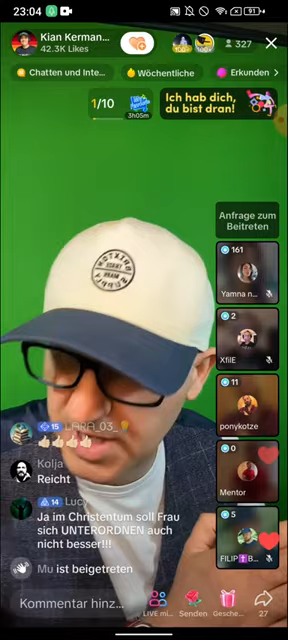 23:04
91
Kian Kerman...
42.3K Likes
100+
327
Chatten und Inte...
Wöchentliche
Erkunden
1/10
3h05m
Ich hab dich,
du bist dran!
Anfrage zum
Beitreten
161
Yamna n...
2
XfilE
11
ponykotze
0
Mentor
5
FILIP✝️B...
15 LARA_03_
👍🏻👍🏻👍🏻👍🏻
Kolja
Reicht
14 Lucy
Ja im Christentum soll Frau
sich UNTERORDNEN auch
nicht besser!!!
Mu ist beigetreten
Kommentar hinz...
LIVE mi...
Senden
Gesche...
27